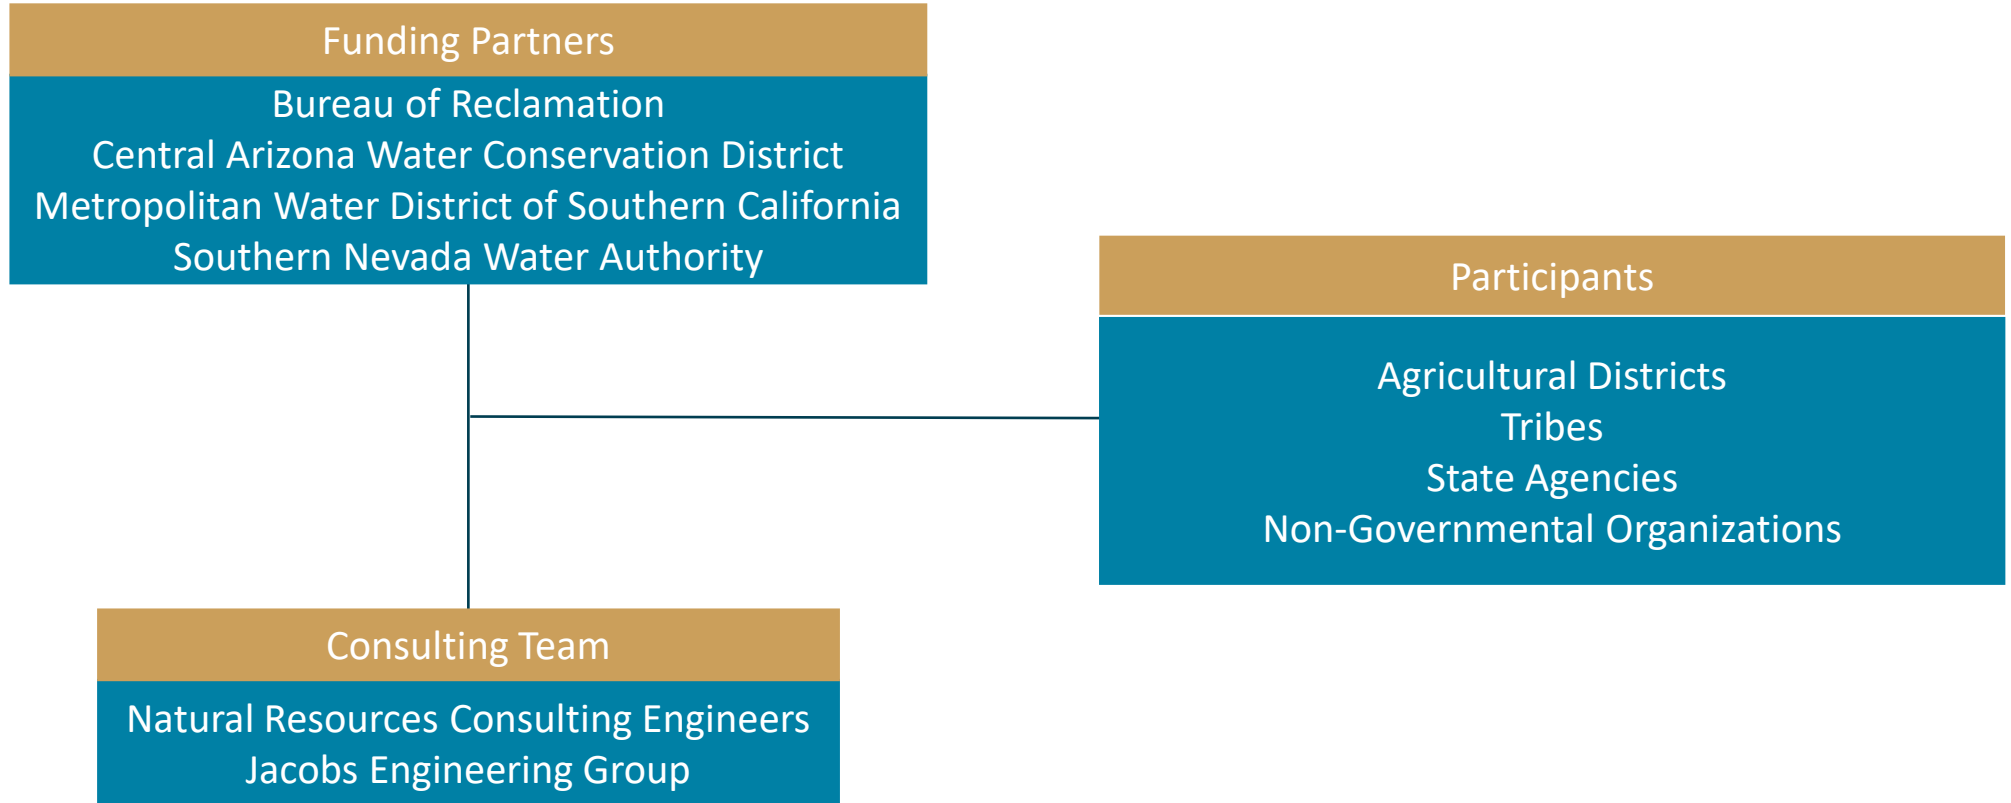 Funding Partners
Bureau of Reclamation
Central Arizona Water Conservation District
Metropolitan Water District of Southern California
Southern Nevada Water Authority
Participants
Agricultural Districts
Tribes
State Agencies
Non-Governmental Organizations
Consulting Team
Natural Resources Consulting Engineers
Jacobs Engineering Group